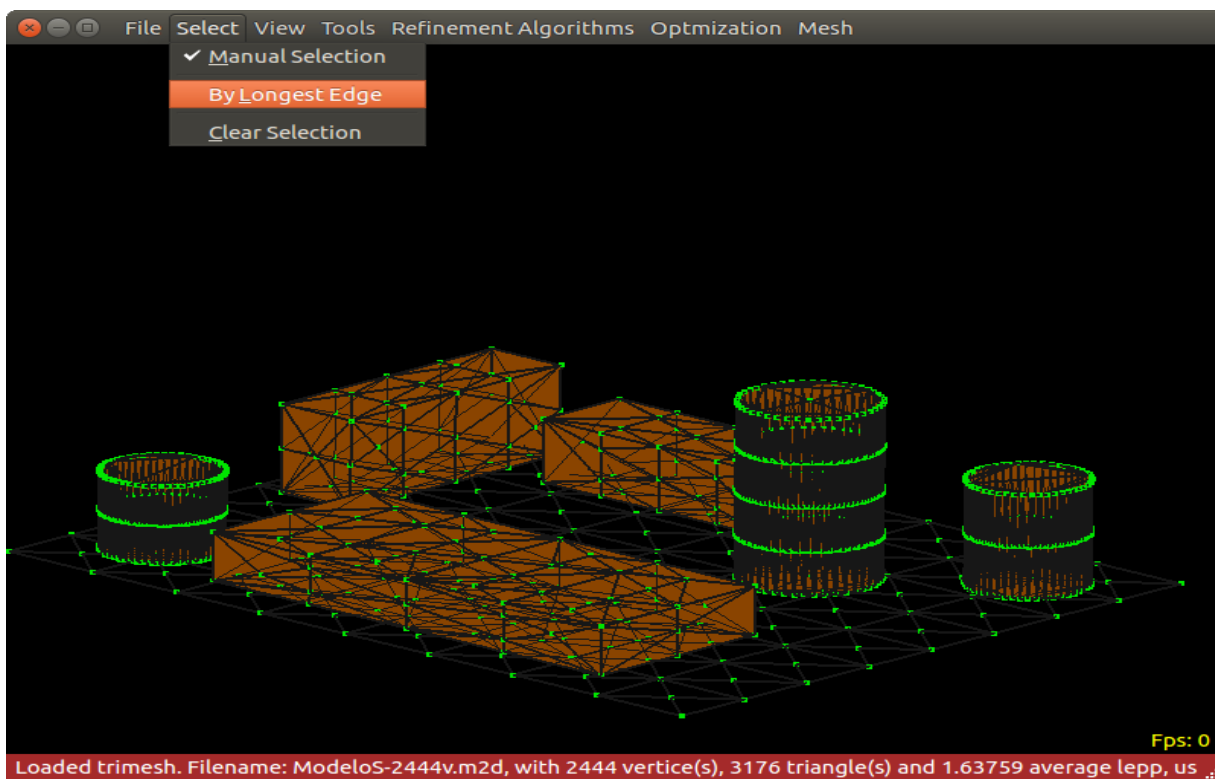 File Select View Tools Refinement Algorithms Optmization Mesh
Manual Selection
By Longest Edge
Clear Selection
Fps: 0
Loaded trimesh. Filename: ModeloS-2444v.m2d, with 2444 vertice(s), 3176 triangle(s) and 1.63759 average lepp, us